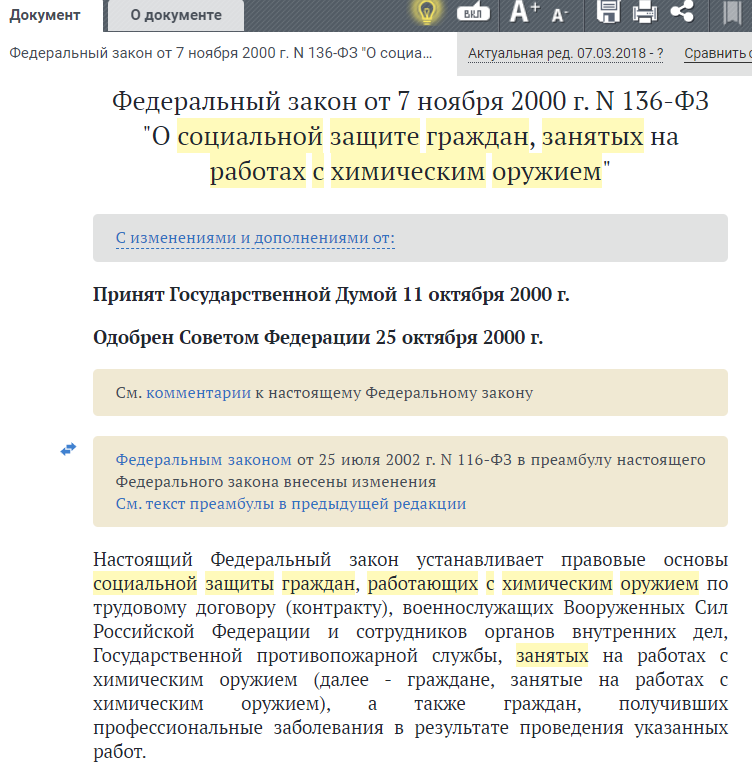 Документ
О документе
ВКЛ
A+
A-
Федеральный закон от 7 ноября 2000 г. N 136-ФЗ "О социа...
Актуальная ред. 07.03.2018 - ?
Сравнить с
Федеральный закон от 7 ноября 2000 г. N 136-ФЗ
"О социальной защите граждан, занятых на
работах с химическим оружием"
С изменениями и дополнениями от:
Принят Государственной Думой 11 октября 2000 г.
Одобрен Советом Федерации 25 октября 2000 г.
См. комментарии к настоящему Федеральному закону
Федеральным законом от 25 июля 2002 г. N 116-ФЗ в преамбулу настоящего
Федерального закона внесены изменения
См. текст преамбулы в предыдущей редакции
Настоящий Федеральный закон устанавливает правовые основы
социальной защиты граждан, работающих с химическим оружием по
трудовому договору (контракту), военнослужащих Вооруженных Сил
Российской Федерации и сотрудников органов внутренних дел,
Государственной противопожарной службы, занятых на работах с
химическим оружием (далее - граждане, занятые на работах с
химическим оружием), а также граждан, получивших
профессиональные заболевания в результате проведения указанных
работ.